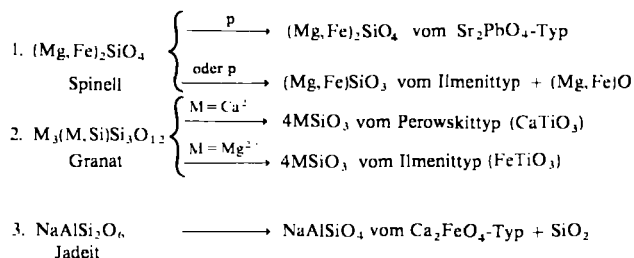 p
1. (Mg,Fe)₂SiO₄ (Mg,Fe)₂SiO₄ vom Sr₂PbO₄-Typ
Spinell
oder p
(Mg,Fe)SiO₃ vom Ilmenittyp + (Mg,Fe)O
M = Ca²
2. M₃(M,Si)Si₃O₁₂ 4MSiO₃ vom Perowskittyp (CaTiO₃)
Granat
M = Mg²
4MSiO₃ vom Ilmenittyp (FeTiO₃)
3. NaAlSi₂O₆ NaAlSiO₄ vom Ca₂FeO₄-Typ + SiO₂
Jadeit